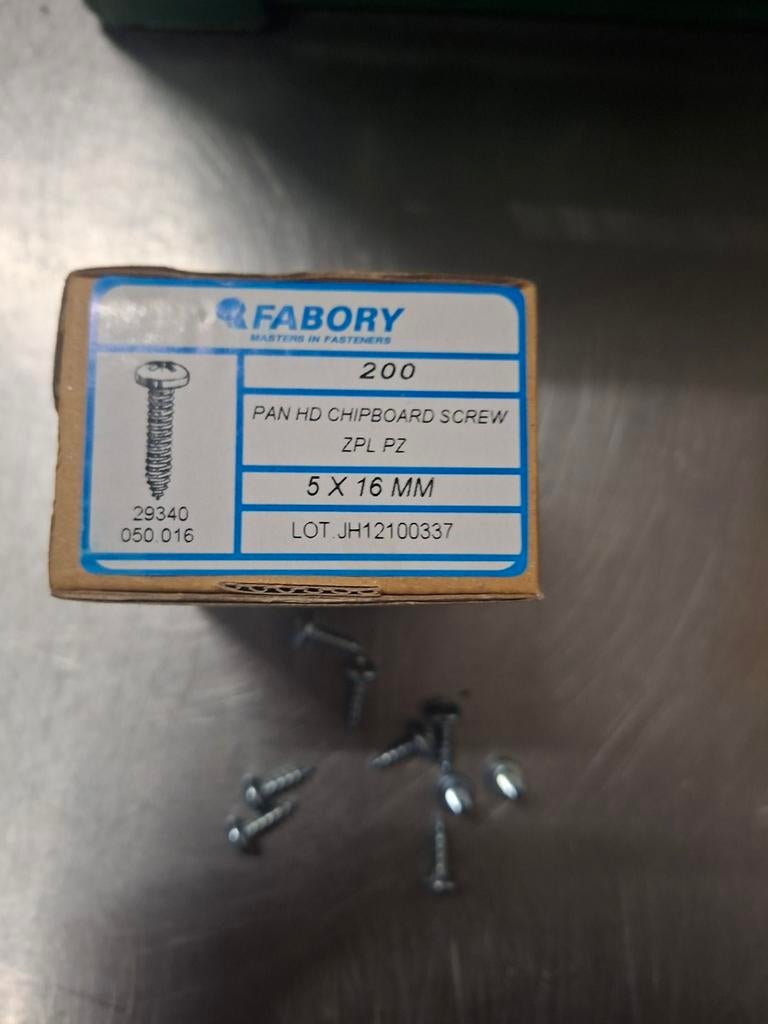 FABORY
MASTERS IN FASTENERS
200
PAN HD CHIPBOARD SCREW
ZPL PZ
5 X 16 MM
29340
050.016
LOT.JH12100337